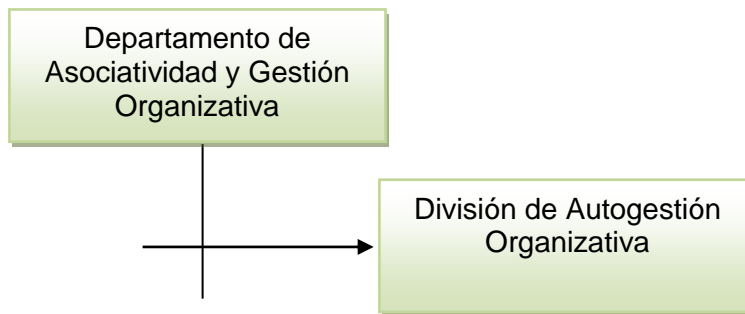 Departamento de
Asociatividad y Gestión
Organizativa
División de Autogestión
Organizativa